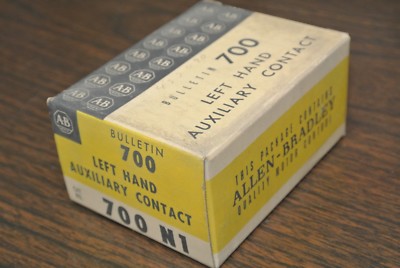 BULLETIN 700
LEFT HAND
AUXILIARY CONTACT
AB
BULLETIN
700
LEFT HAND
AUXILIARY CONTACT
700 N1
THIS PACKAGE CONTAINS
ALLEN-BRADLEY
QUALITY MOTOR CONTROL